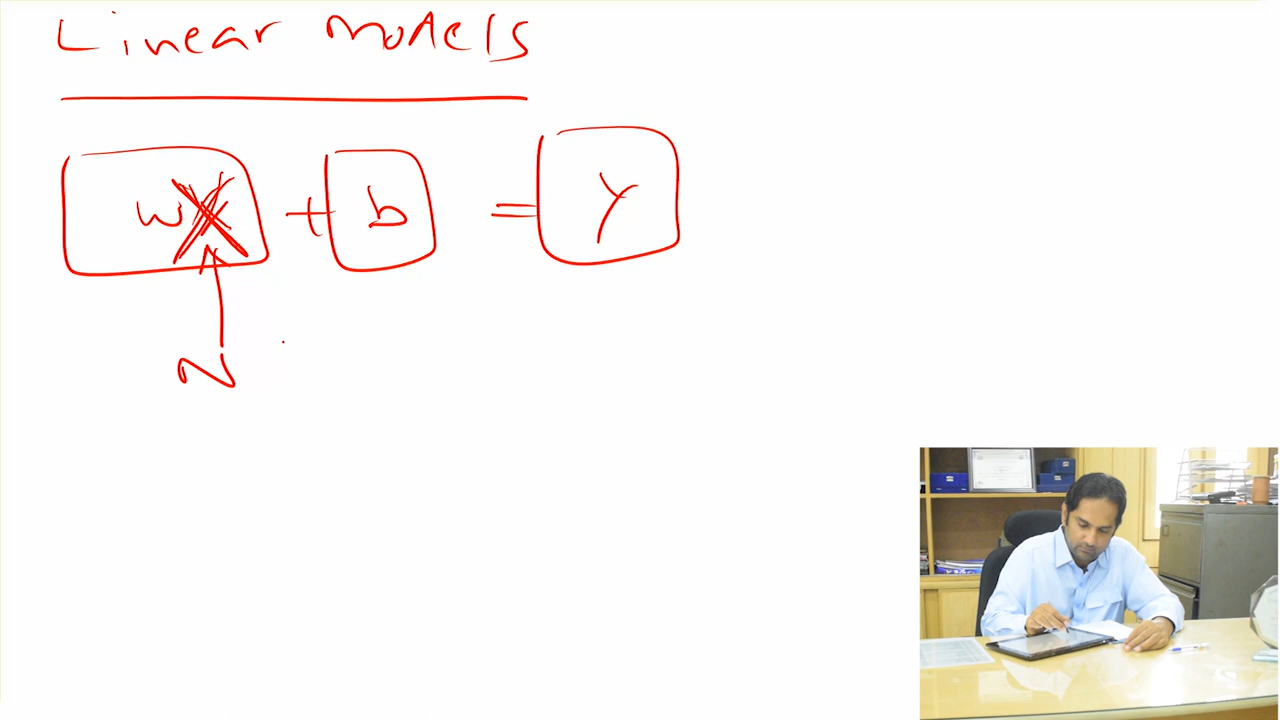 Linear Models
wX + b = y
N